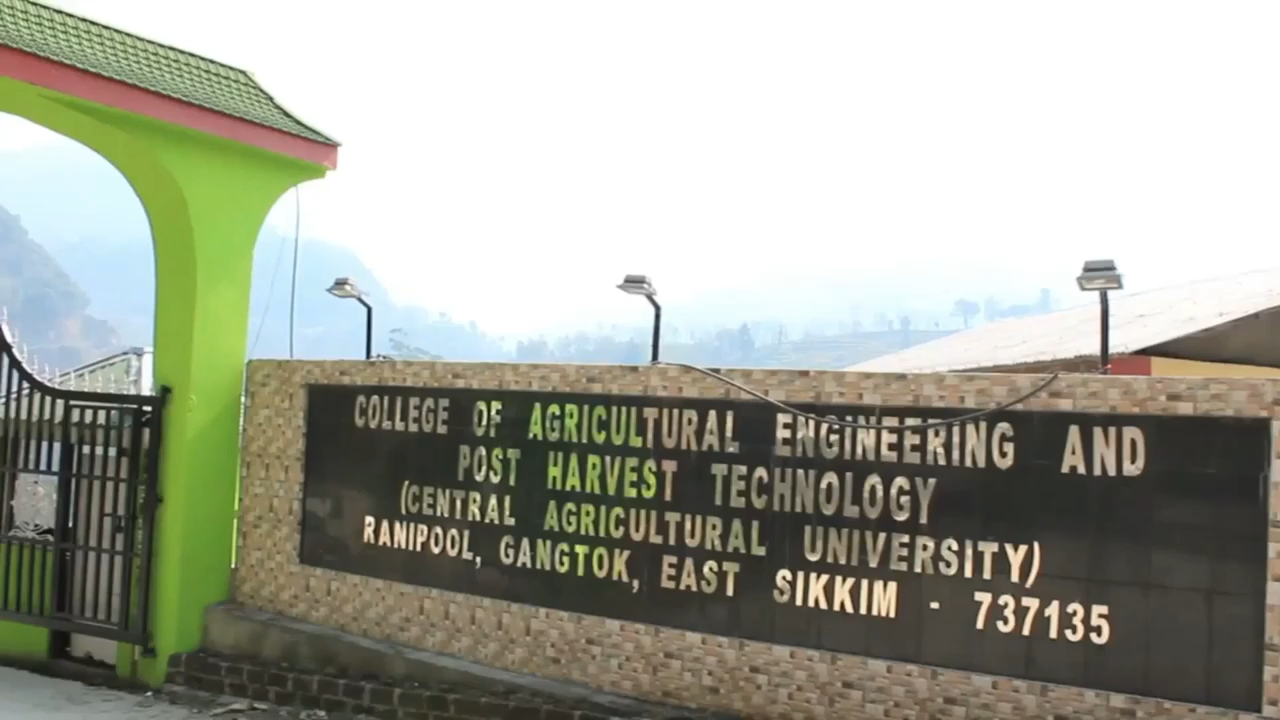 COLLEGE OF AGRICULTURAL ENGINEERING AND
POST HARVEST TECHNOLOGY
(CENTRAL AGRICULTURAL UNIVERSITY)
RANIPOOL, GANGTOK, EAST SIKKIM - 737135